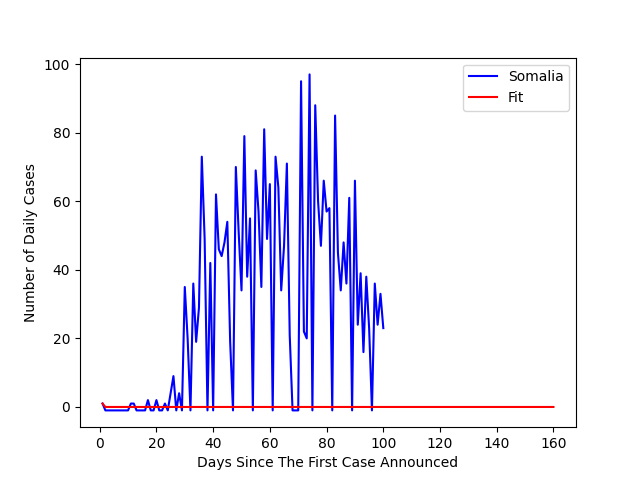 100
80
60
40
20
0
Number of Daily Cases
Somalia
Fit
0 20 40 60 80 100 120 140 160
Days Since The First Case Announced